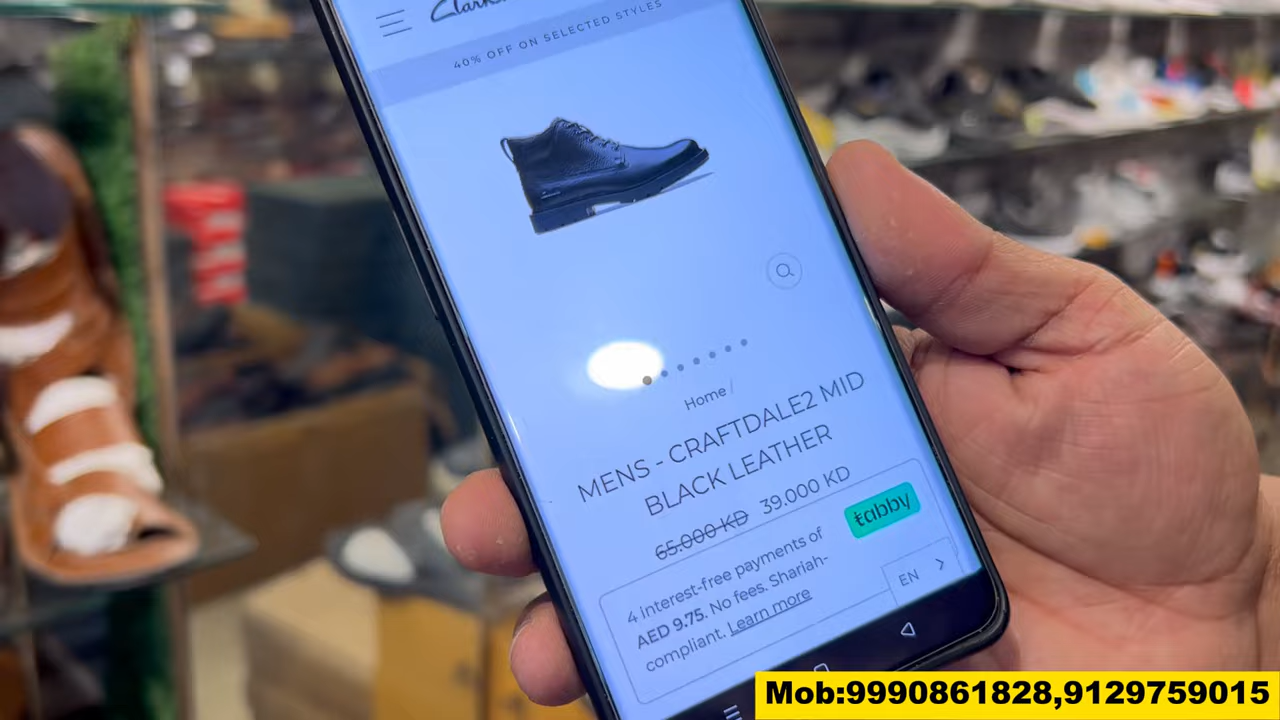 Clarks
40% OFF ON SELECTED STYLES
Home /
MENS - CRAFTDALE2 MID
BLACK LEATHER
65.000 KD 39.000 KD
4 interest-free payments of
AED 9.75. No fees. Shariah-
compliant. Learn more
tabby
EN >
Mob:9990861828,9129759015